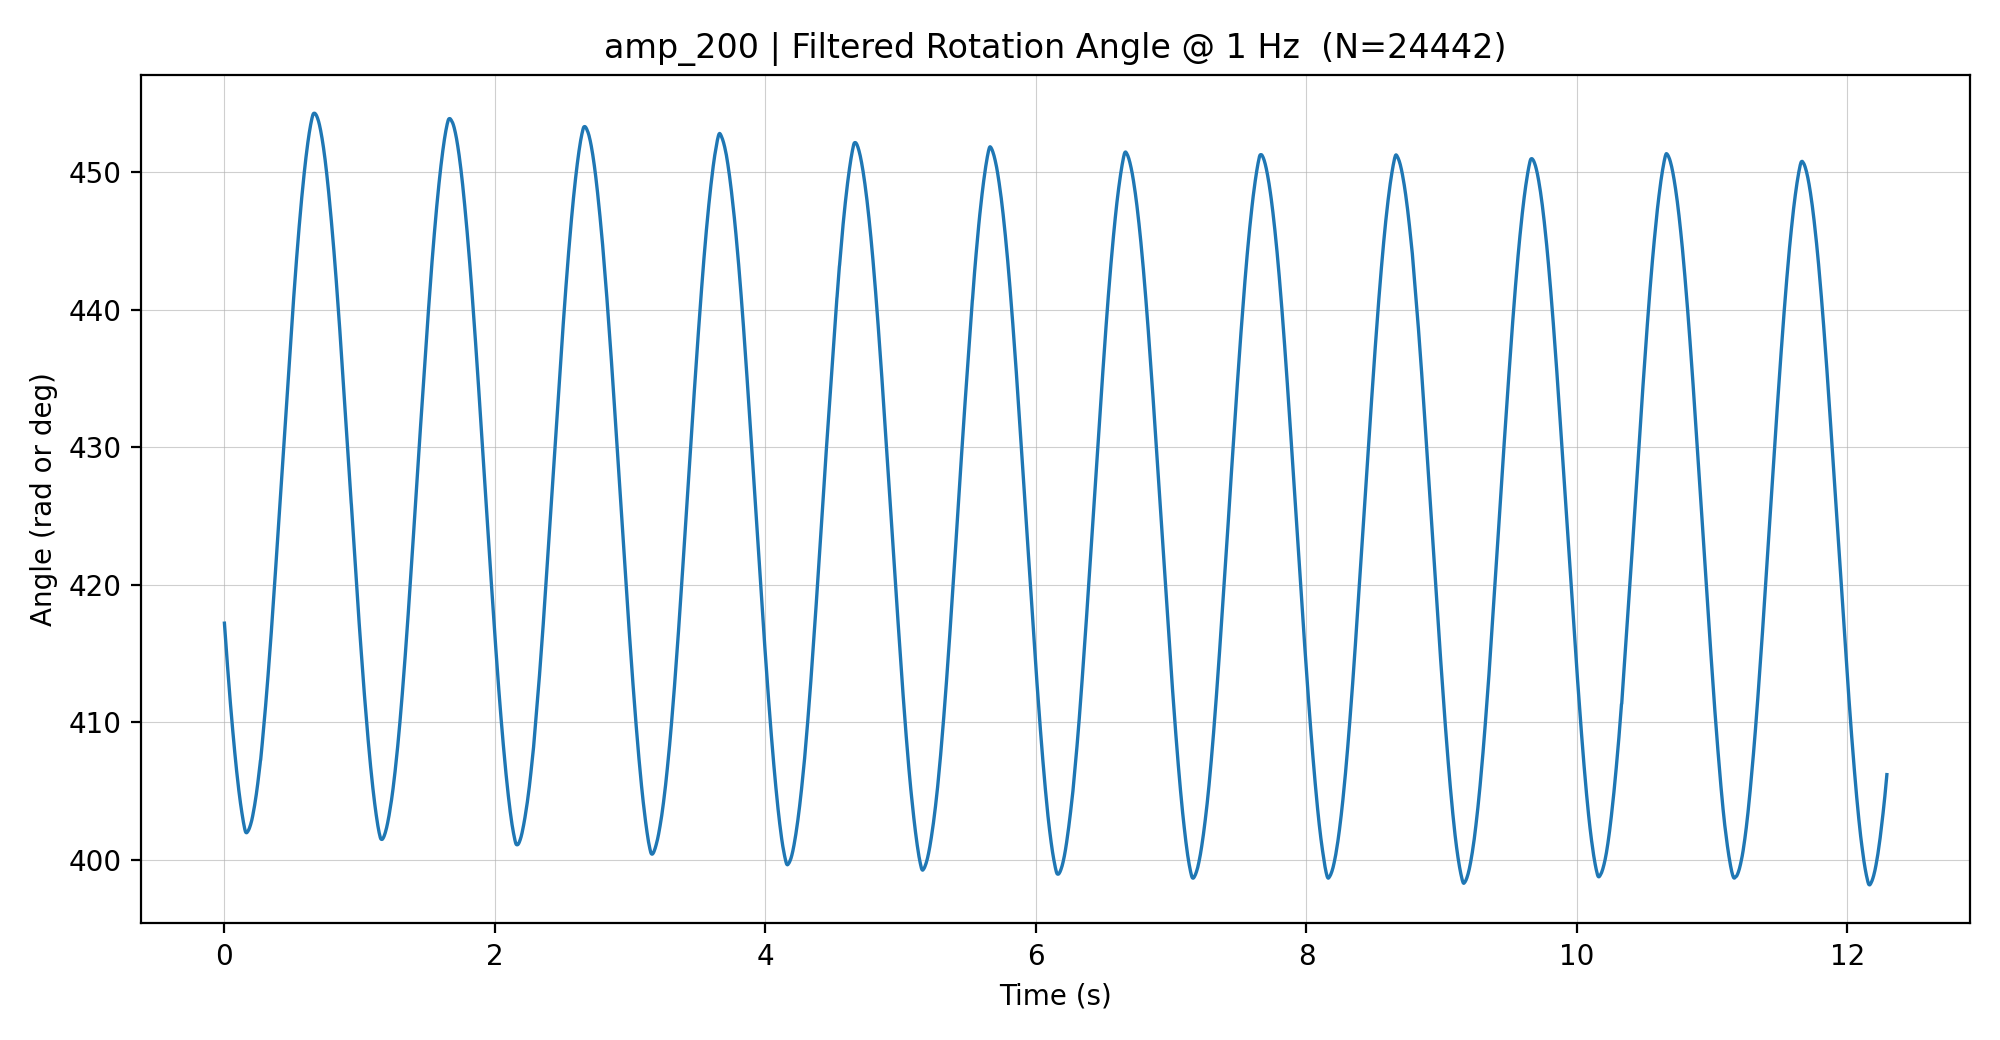 amp_200 | Filtered Rotation Angle @ 1 Hz  (N=24442)
Angle (rad or deg)
450
440
430
420
410
400
0 2 4 6 8 10 12
Time (s)